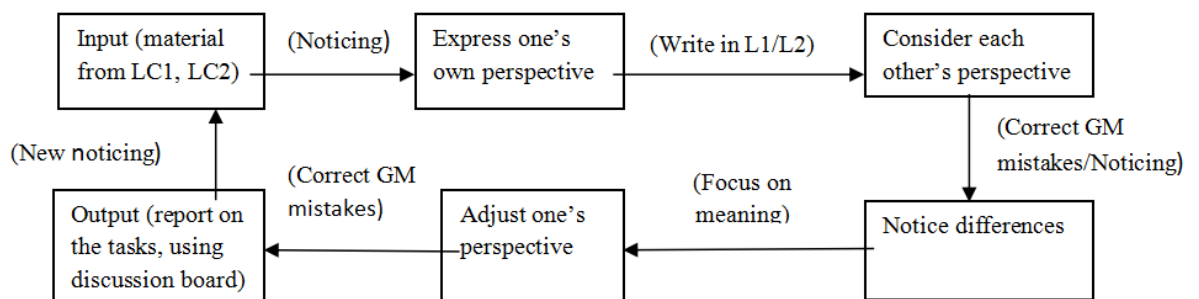 Input (material
from LC1, LC2)
(Noticing)
Express one's
own perspective
(Write in L1/L2)
Consider each
other's perspective
(Correct GM
mistakes/Noticing)
Notice differences
(Focus on
meaning)
Adjust one's
perspective
(Correct GM
mistakes)
Output (report on
the tasks, using
discussion board)
(New noticing)